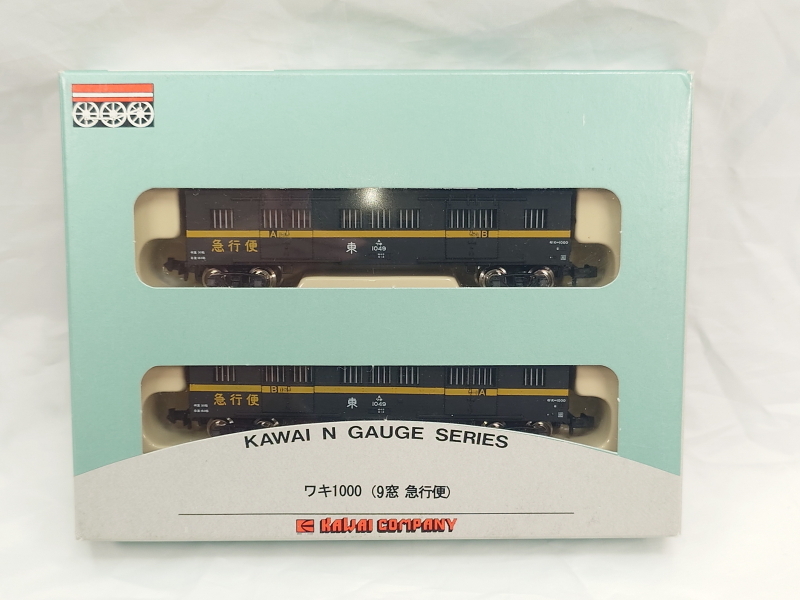 A B
急行便 東 1049
B A
急行便 東 1049
KAWAI N GAUGE SERIES
ワキ1000 (9窓 急行便)
KAWAI COMPANY